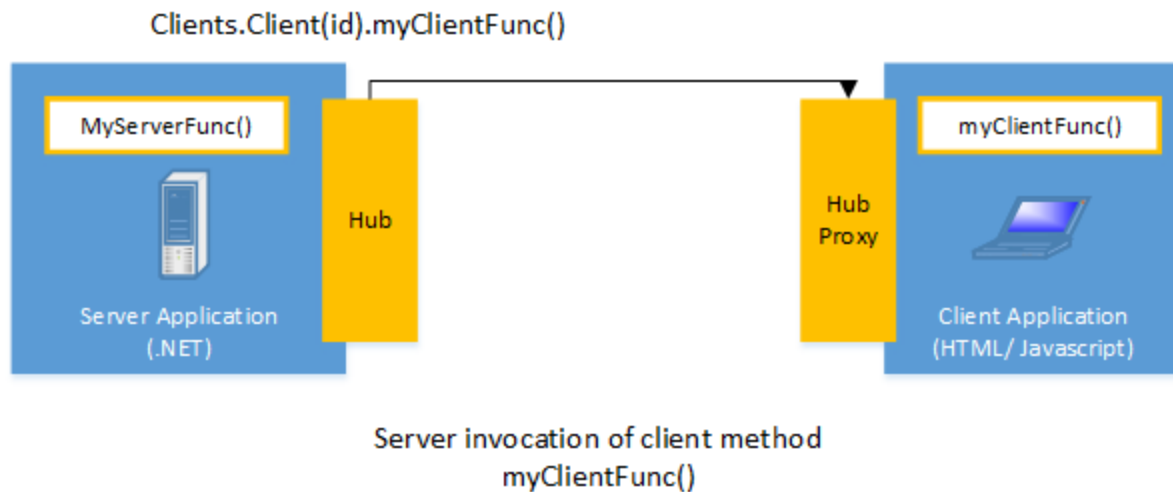 Clients.Client(id).myClientFunc()
MyServerFunc()
myClientFunc()
Hub
Hub
Proxy
Server Application
(.NET)
Client Application
(HTML/ Javascript)
Server invocation of client method
myClientFunc()